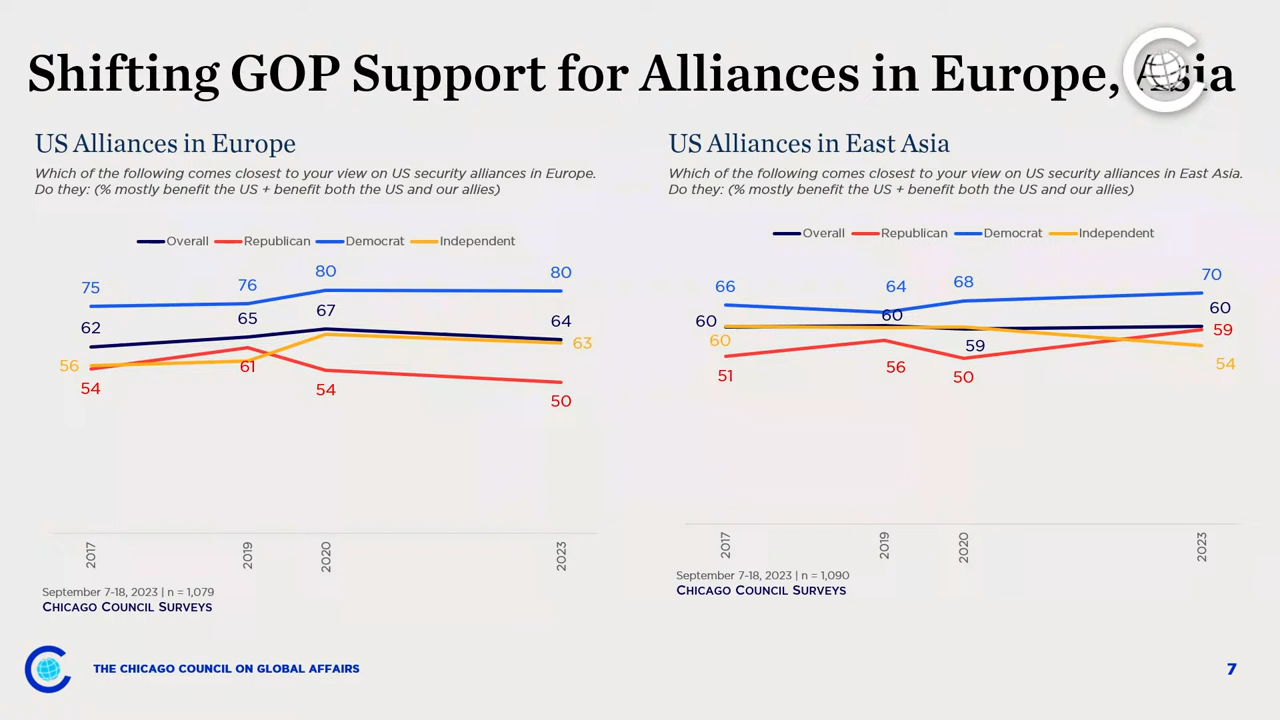 Shifting GOP Support for Alliances in Europe, Asia
US Alliances in Europe
Which of the following comes closest to your view on US security alliances in Europe.
Do they: (% mostly benefit the US + benefit both the US and our allies)
Overall Republican Democrat Independent
75 76 80 80
62 65 67 64
56 63
54 61 54 50
2017 2019 2020 2023
September 7-18, 2023 | n = 1,079
CHICAGO COUNCIL SURVEYS
US Alliances in East Asia
Which of the following comes closest to your view on US security alliances in East Asia.
Do they: (% mostly benefit the US + benefit both the US and our allies)
Overall Republican Democrat Independent
66 64 68 70
60 60 59 60
60 54
51 56 50 59
2017 2019 2020 2023
September 7-18, 2023 | n = 1,090
CHICAGO COUNCIL SURVEYS
THE CHICAGO COUNCIL ON GLOBAL AFFAIRS
7